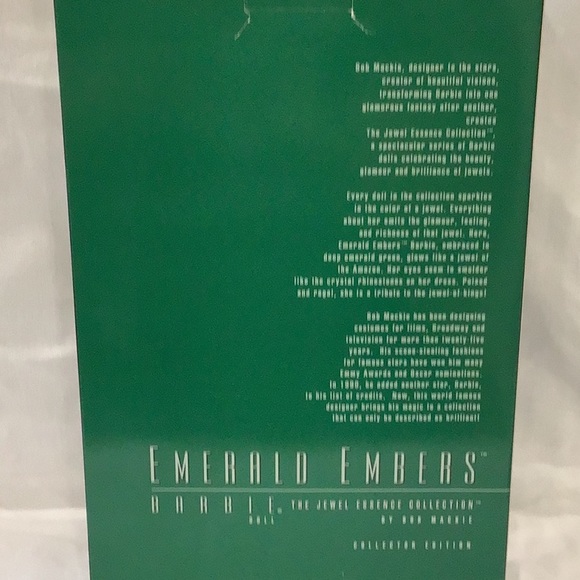 Bob Mackie, designer to the stars,
creator of beautiful visions,
transforming Barbie into one
glamorous fantasy after another,
creates
The Jewel Essence Collection™,
a spectacular series of Barbie
dolls celebrating the beauty,
glamour and brilliance of jewels.
Every doll in the collection sparkles
in the color of a jewel. Everything
about her emits the glamour, feeling,
and richness of that jewel. Here,
Emerald Embers™ Barbie, embraced in
deep emerald green, glows like a jewel of
the Amazon. Her eyes seem to smolder
like the crystal rhinestones on her dress. Poised
and regal, she is a tribute to the jewel-of-kings!
Bob Mackie has been designing
costumes for films, Broadway and
television for more than twenty-five
years. His scene-stealing fashions
for famous stars have won him many
Emmy Awards and Oscar nominations.
In 1990, he added another star, Barbie,
to his list of credits. Now, this world famous
designer brings his magic to a collection
that can only be described as brilliant!
EMERALD EMBERS™
BARBIE® THE JEWEL ESSENCE COLLECTION™
DOLL BY BOB MACKIE
COLLECTOR EDITION